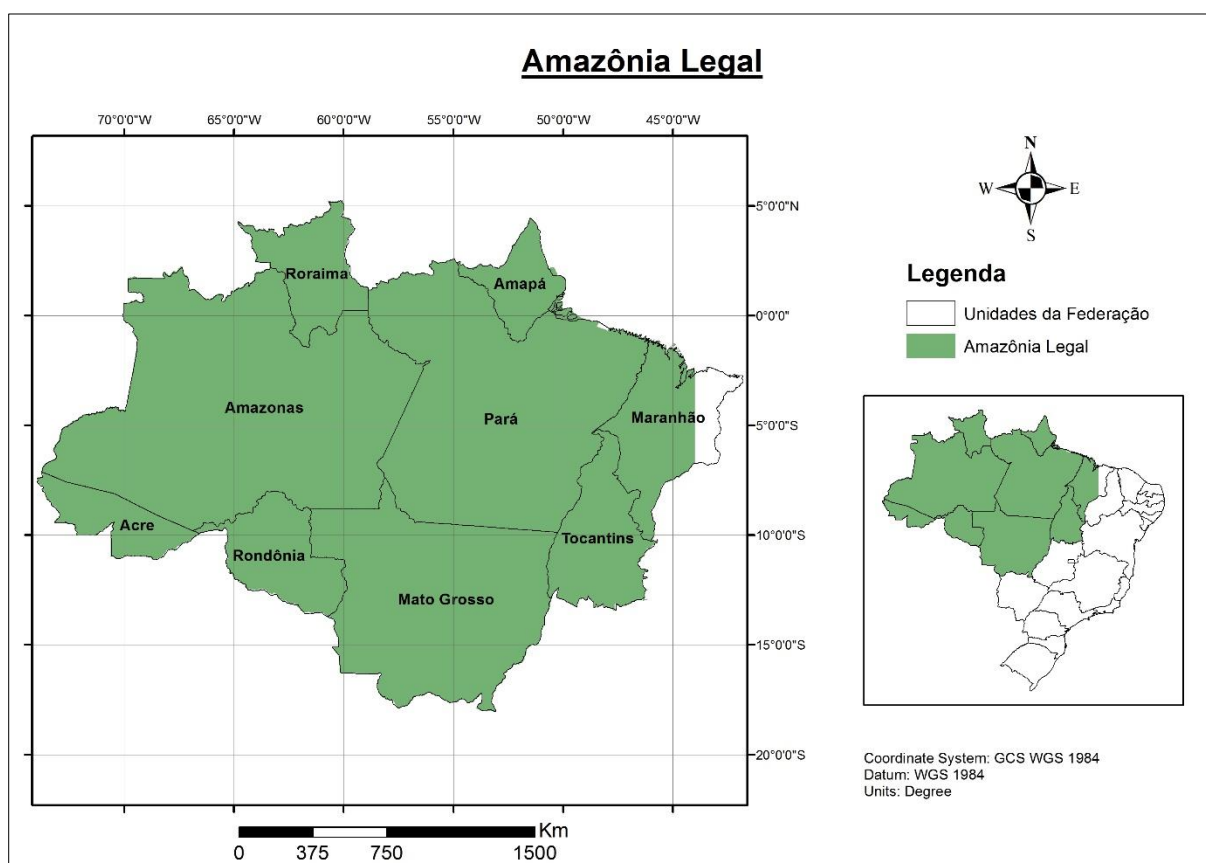 Amazônia Legal
70°0'0"W 65°0'0"W 60°0'0"W 55°0'0"W 50°0'0"W 45°0'0"W
5°0'0"N
0°0'0"
5°0'0"S
10°0'0"S
15°0'0"S
20°0'0"S
Roraima
Amapá
Amazonas
Pará
Maranhão
Acre
Rondônia
Tocantins
Mato Grosso
Km
0 375 750 1500
N
W E
S
Legenda
Unidades da Federação
Amazônia Legal
Coordinate System: GCS WGS 1984
Datum: WGS 1984
Units: Degree